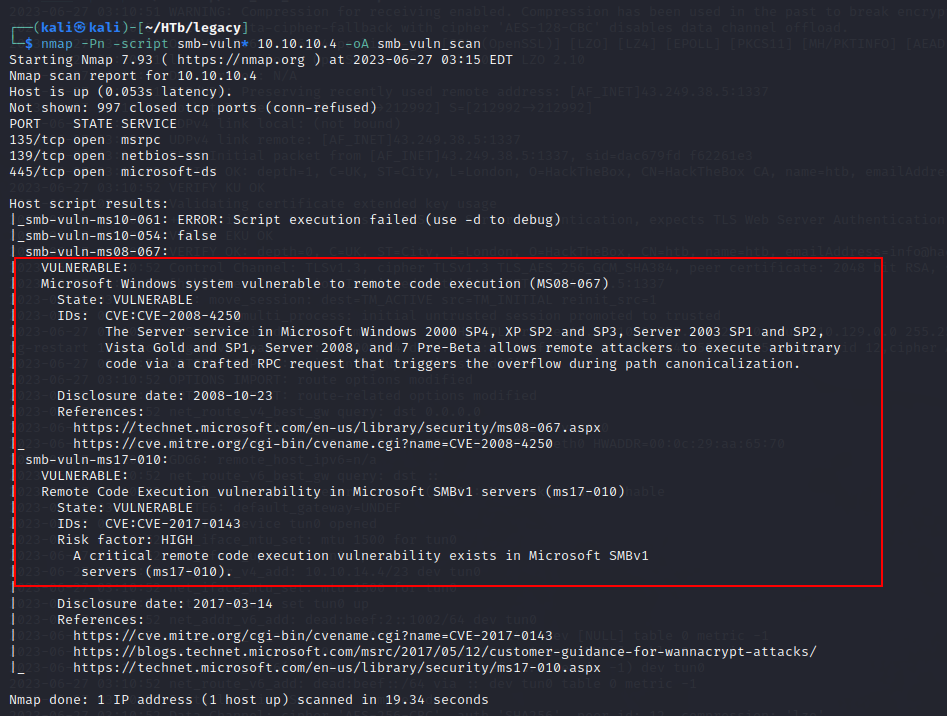 ┌──(kali㉿kali)-[~/HTb/legacy]
└─$ nmap -Pn -script smb-vuln* 10.10.10.4 -oA smb_vuln_scan
Starting Nmap 7.93 ( https://nmap.org ) at 2023-06-27 03:15 EDT
Nmap scan report for 10.10.10.4
Host is up (0.053s latency).
Not shown: 997 closed tcp ports (conn-refused)
PORT    STATE SERVICE
135/tcp open  msrpc
139/tcp open  netbios-ssn
445/tcp open  microsoft-ds
Host script results:
|_smb-vuln-ms10-061: ERROR: Script execution failed (use -d to debug)
|_smb-vuln-ms10-054: false
| smb-vuln-ms08-067:
|   VULNERABLE:
|   Microsoft Windows system vulnerable to remote code execution (MS08-067)
|     State: VULNERABLE
|     IDs:  CVE:CVE-2008-4250
|           The Server service in Microsoft Windows 2000 SP4, XP SP2 and SP3, Server 2003 SP1 and SP2,
|           Vista Gold and SP1, Server 2008, and 7 Pre-Beta allows remote attackers to execute arbitrary
|           code via a crafted RPC request that triggers the overflow during path canonicalization.
|
|     Disclosure date: 2008-10-23
|     References:
|       https://technet.microsoft.com/en-us/library/security/ms08-067.aspx
|_      https://cve.mitre.org/cgi-bin/cvename.cgi?name=CVE-2008-4250
| smb-vuln-ms17-010:
|   VULNERABLE:
|   Remote Code Execution vulnerability in Microsoft SMBv1 servers (ms17-010)
|     State: VULNERABLE
|     IDs:  CVE:CVE-2017-0143
|     Risk factor: HIGH
|       A critical remote code execution vulnerability exists in Microsoft SMBv1
|        servers (ms17-010).
|
|     Disclosure date: 2017-03-14
|     References:
|       https://cve.mitre.org/cgi-bin/cvename.cgi?name=CVE-2017-0143
|       https://blogs.technet.microsoft.com/msrc/2017/05/12/customer-guidance-for-wannacrypt-attacks/
|_      https://technet.microsoft.com/en-us/library/security/ms17-010.aspx
Nmap done: 1 IP address (1 host up) scanned in 19.34 seconds